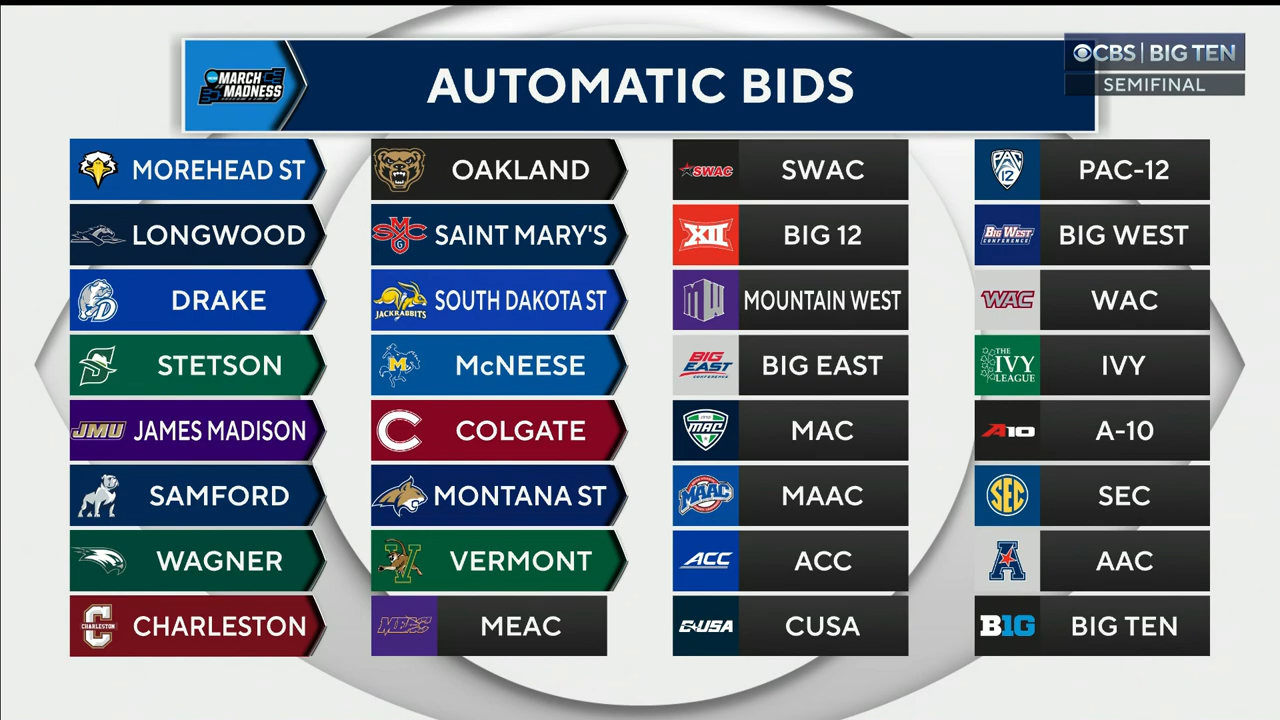 MARCH
MADNESS
AUTOMATIC BIDS
CBS | BIG TEN
SEMIFINAL
MOREHEAD ST
LONGWOOD
DRAKE
D
STETSON
S
JMU JAMES MADISON
SAMFORD
WAGNER
CHARLESTON
C CHARLESTON
OAKLAND
SMC
G
SAINT MARY'S
JACKRABBITS
SOUTH DAKOTA ST
M
McNEESE
C COLGATE
MONTANA ST
V VERMONT
MEAC MEAC
SWAC SWAC
XII BIG 12
MW MOUNTAIN WEST
BIG
EAST
CONFERENCE
BIG EAST
MAC MAC
MAAC MAAC
ACC ACC
C-USA CUSA
PAC
12
PAC-12
BIG WEST
CONFERENCE
BIG WEST
WAC WAC
THE
IVY
LEAGUE
IVY
A10 A-10
SEC SEC
A AAC
B1G BIG TEN